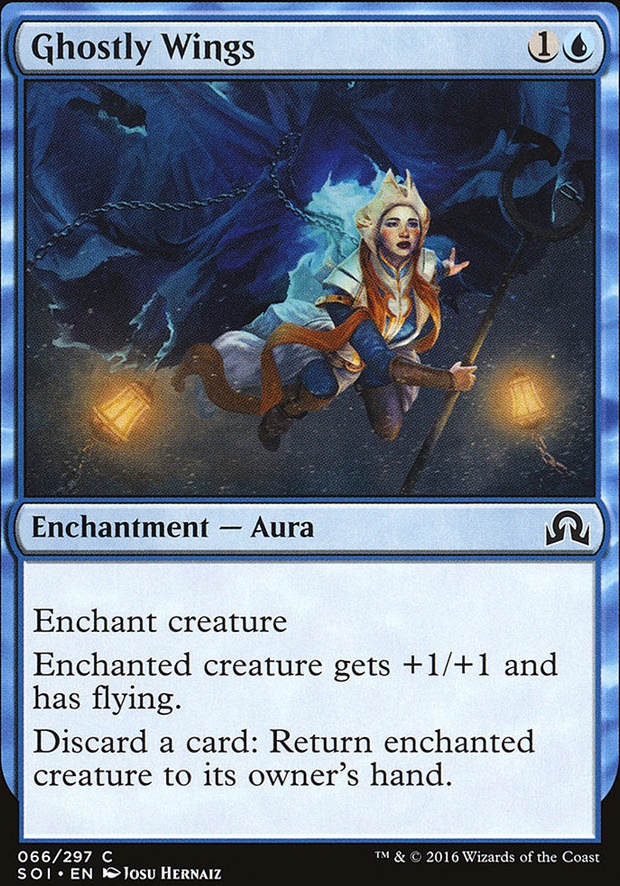 Ghostly Wings 1
Enchantment — Aura
Enchant creature
Enchanted creature gets +1/+1 and
has flying.
Discard a card: Return enchanted
creature to its owner's hand.
066/297 C
SOI • EN Josu Hernaiz
™ & © 2016 Wizards of the Coast